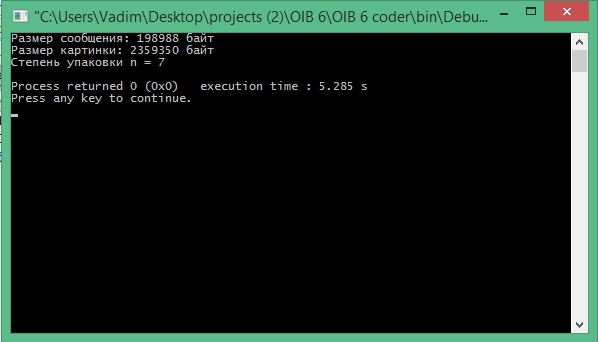 "C:\Users\Vadim\Desktop\projects (2)\OIB 6\OIB 6 coder\bin\Debu...
Размер сообщения: 198988 байт
Размер картинки: 2359350 байт
Степень упаковки n = 7
Process returned 0 (0x0)   execution time : 5.285 s
Press any key to continue.